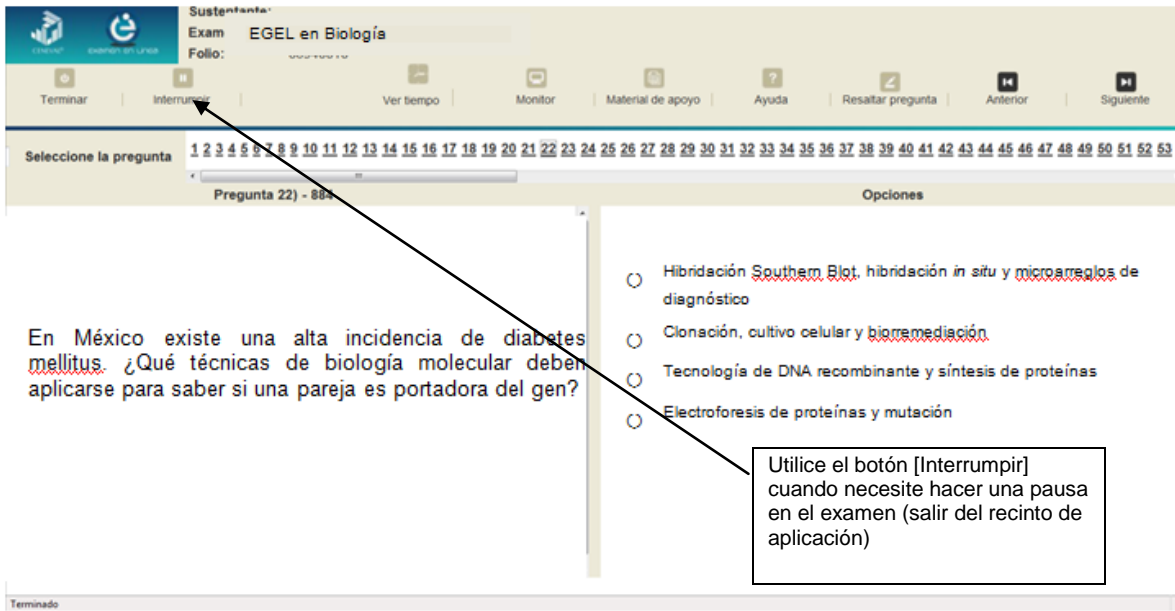 Sustentante:
Exam EGEL en Biología
Folio:
CENEVAL
examen en línea
Terminar
Interrumpir
Ver tiempo
Monitor
Material de apoyo
Ayuda
Resaltar pregunta
Anterior
Siguiente
Seleccione la pregunta
1 2 3 4 5 6 7 8 9 10 11 12 13 14 15 16 17 18 19 20 21 22 23 24 25 26 27 28 29 30 31 32 33 34 35 36 37 38 39 40 41 42 43 44 45 46 47 48 49 50 51 52 53
Pregunta 22) - 884
Opciones
En México existe una alta incidencia de diabetes
mellitus. ¿Qué técnicas de biología molecular deben
aplicarse para saber si una pareja es portadora del gen?
Hibridación Southern Blot, hibridación in situ y microarreglos de
diagnóstico
Clonación, cultivo celular y biorremediación
Tecnología de DNA recombinante y síntesis de proteínas
Electroforesis de proteínas y mutación
Utilice el botón [Interrumpir]
cuando necesite hacer una pausa
en el examen (salir del recinto de
aplicación)
Terminado